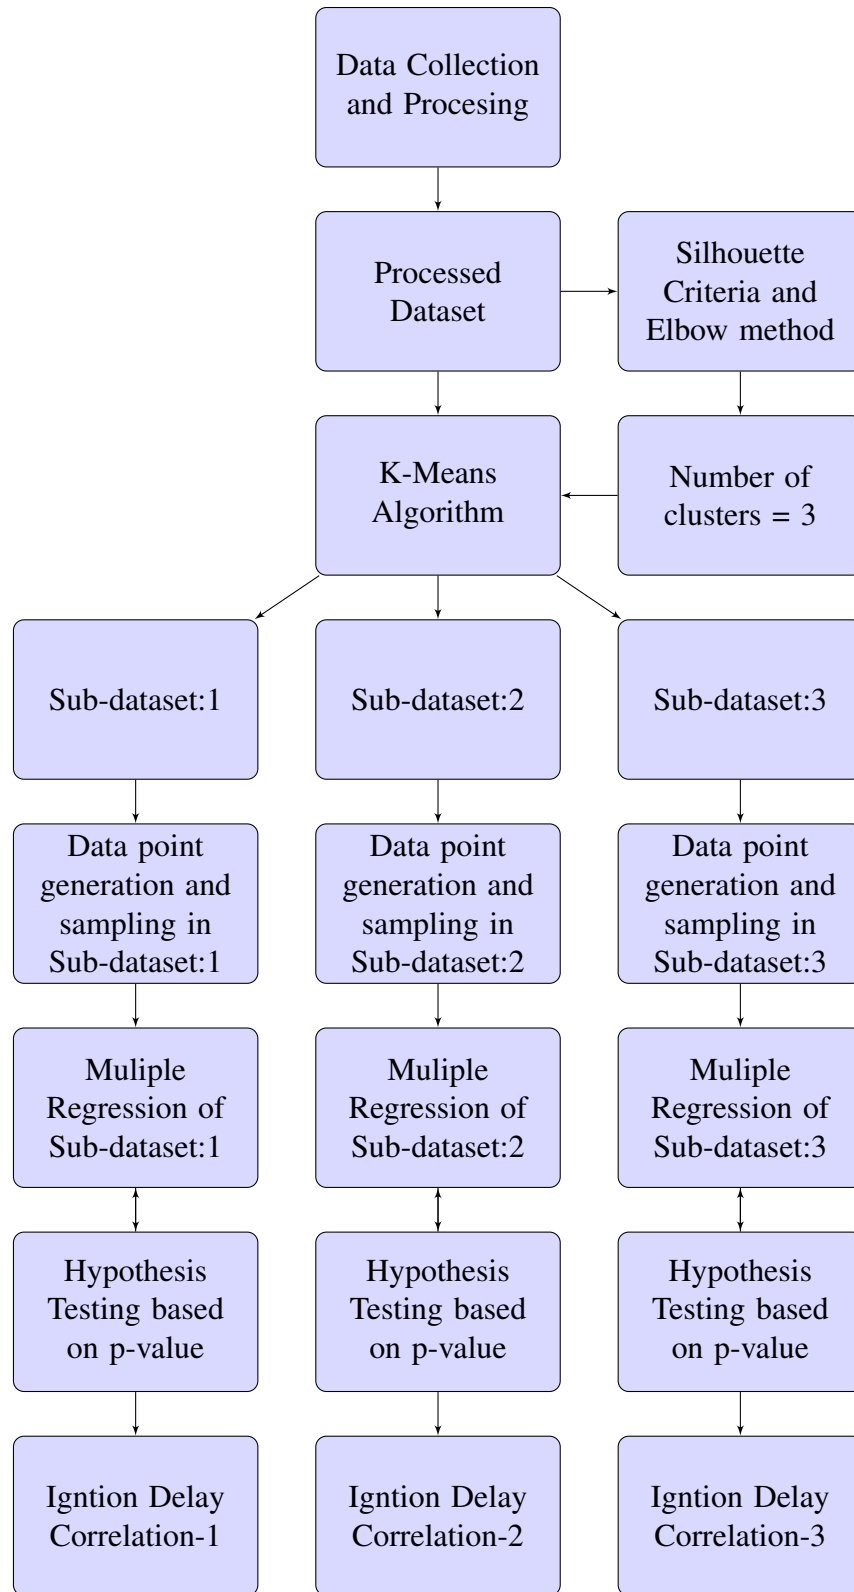 Data Collection
and Procesing
Processed
Dataset
Silhouette
Criteria and
Elbow method
K-Means
Algorithm
Number of
clusters = 3
Sub-dataset:1
Sub-dataset:2
Sub-dataset:3
Data point
generation and
sampling in
Sub-dataset:1
Data point
generation and
sampling in
Sub-dataset:2
Data point
generation and
sampling in
Sub-dataset:3
Muliple
Regression of
Sub-dataset:1
Muliple
Regression of
Sub-dataset:2
Muliple
Regression of
Sub-dataset:3
Hypothesis
Testing based
on p-value
Hypothesis
Testing based
on p-value
Hypothesis
Testing based
on p-value
Igntion Delay
Correlation-1
Igntion Delay
Correlation-2
Igntion Delay
Correlation-3